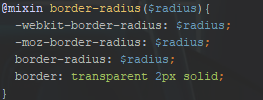 @mixin border-radius($radius){
-webkit-border-radius: $radius;
-moz-border-radius: $radius;
border-radius: $radius;
border: transparent 2px solid;
}